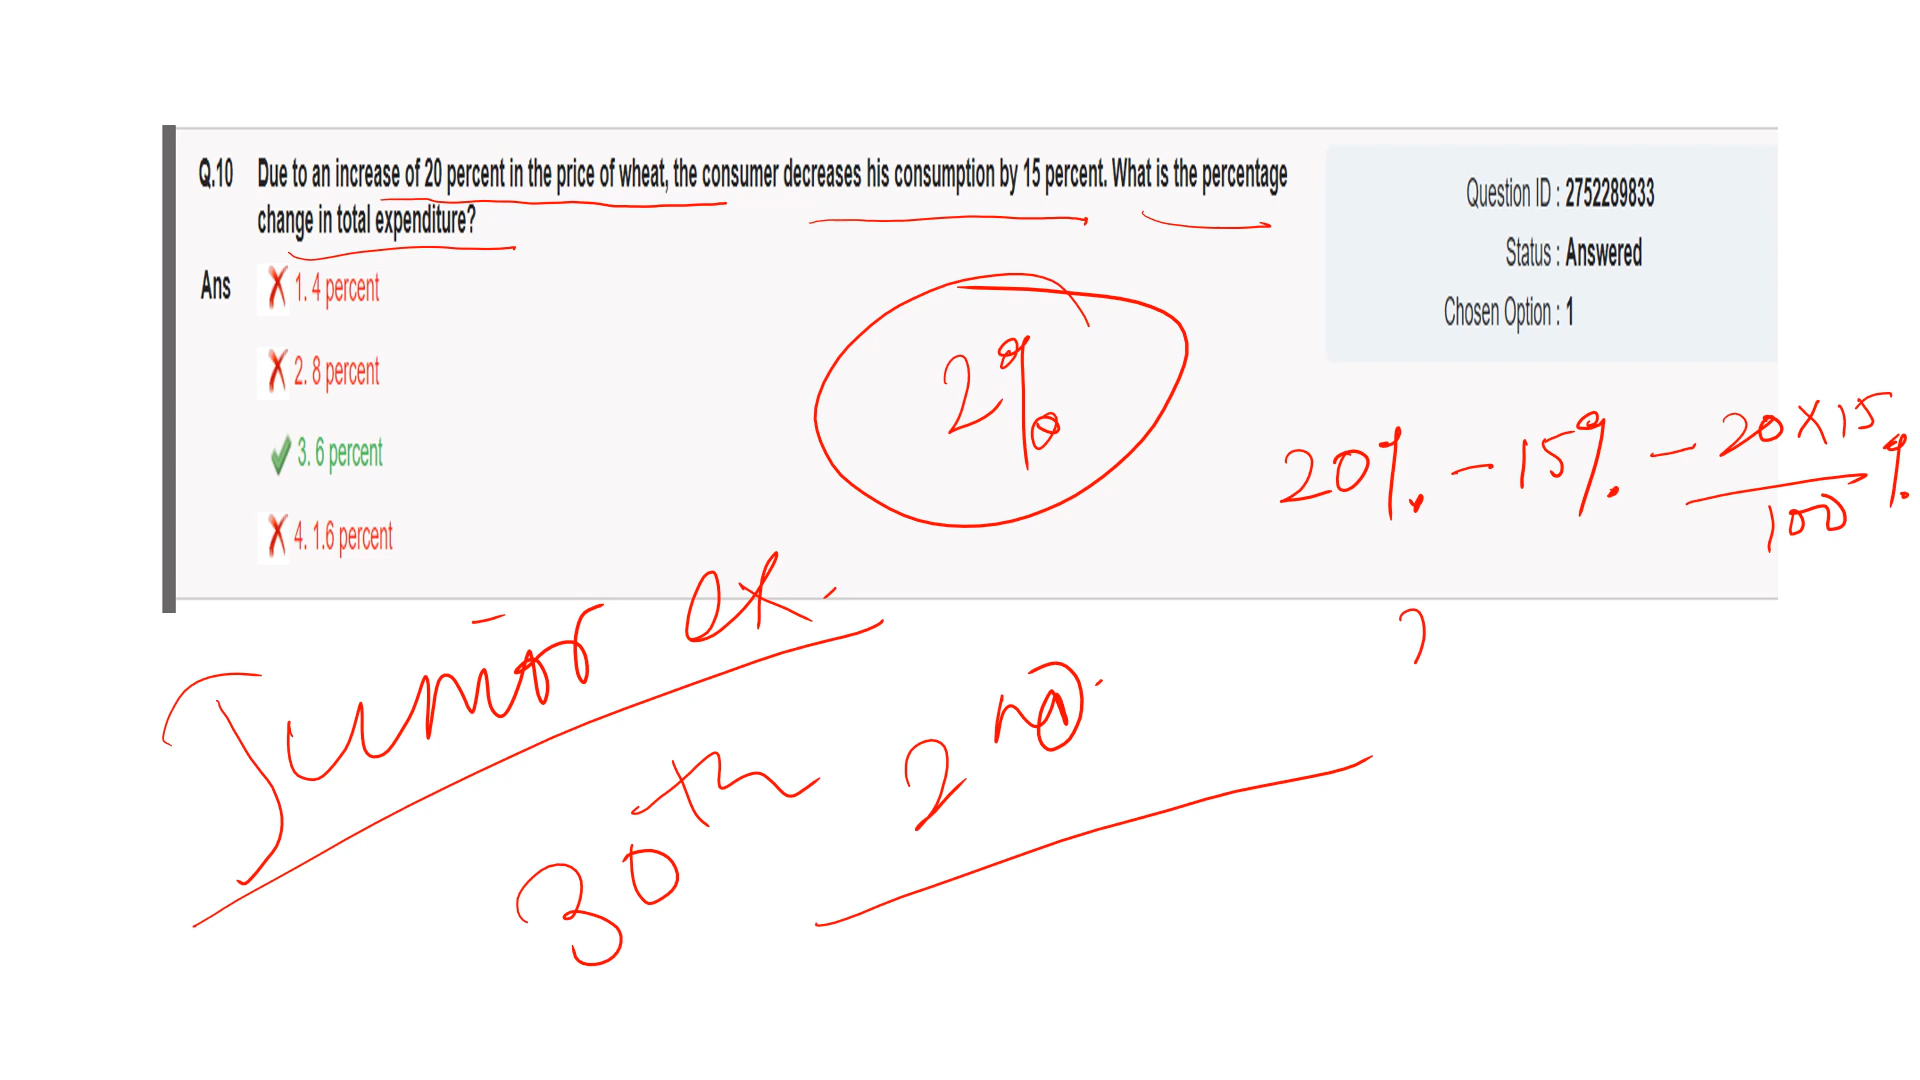 Q.10 Due to an increase of 20 percent in the price of wheat, the consumer decreases his consumption by 15 percent. What is the percentage
change in total expenditure?
Ans 1. 4 percent
2. 8 percent
3. 6 percent
4. 1.6 percent
Question ID : 2752289833
Status : Answered
Chosen Option : 1
2%
20% - 15% - 20 X 15
100 %
Junior ex.
30th 2nd
?